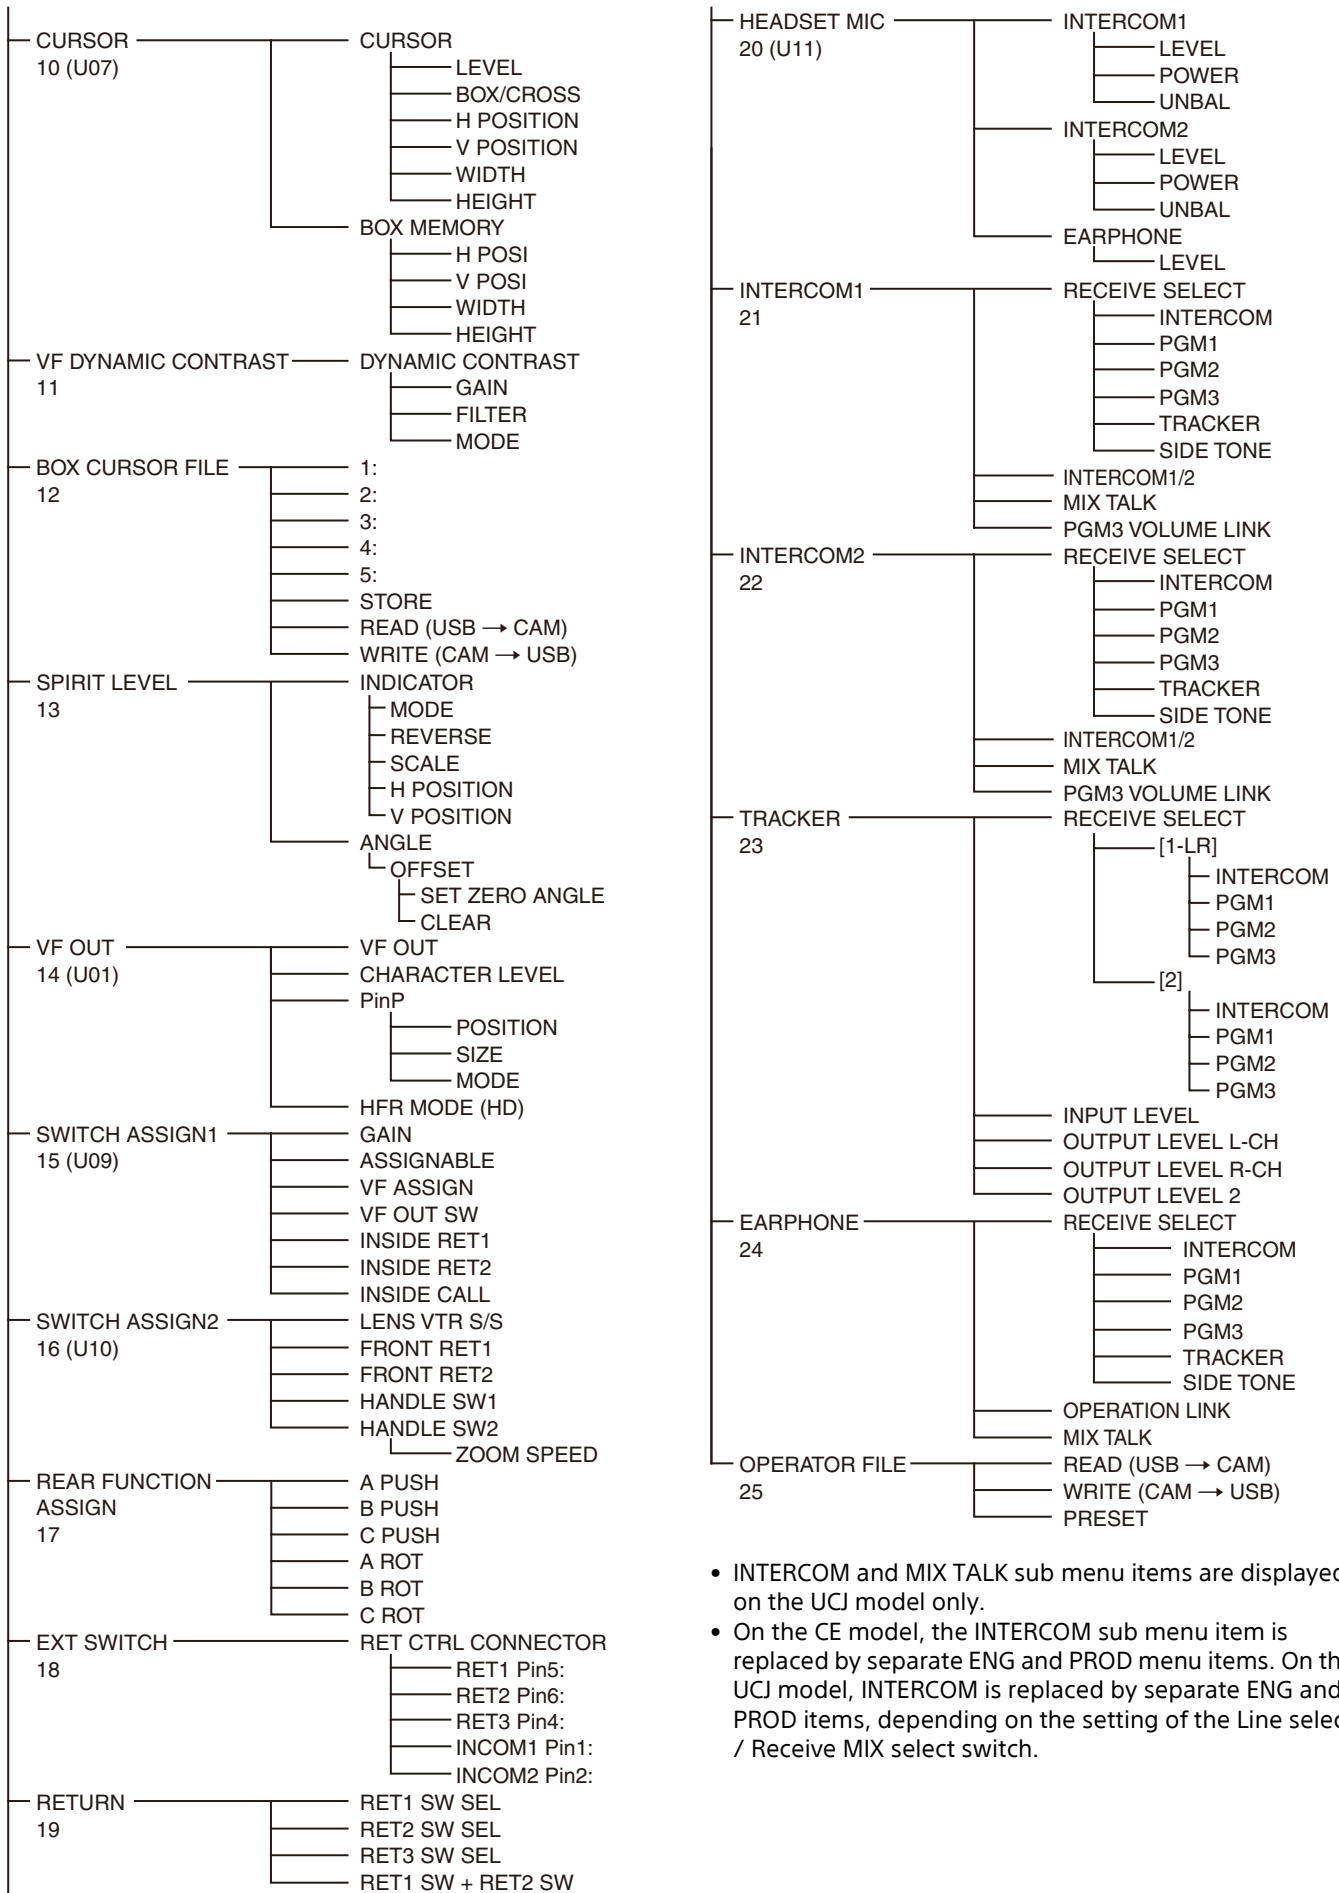 CURSOR
10 (U07)
CURSOR
LEVEL
BOX/CROSS
H POSITION
V POSITION
WIDTH
HEIGHT
BOX MEMORY
H POSI
V POSI
WIDTH
HEIGHT
VF DYNAMIC CONTRAST
11
DYNAMIC CONTRAST
GAIN
FILTER
MODE
BOX CURSOR FILE
12
1:
2:
3:
4:
5:
STORE
READ (USB → CAM)
WRITE (CAM → USB)
SPIRIT LEVEL
13
INDICATOR
MODE
REVERSE
SCALE
H POSITION
V POSITION
ANGLE
OFFSET
SET ZERO ANGLE
CLEAR
VF OUT
14 (U01)
VF OUT
CHARACTER LEVEL
PinP
POSITION
SIZE
MODE
HFR MODE (HD)
SWITCH ASSIGN1
15 (U09)
GAIN
ASSIGNABLE
VF ASSIGN
VF OUT SW
INSIDE RET1
INSIDE RET2
INSIDE CALL
SWITCH ASSIGN2
16 (U10)
LENS VTR S/S
FRONT RET1
FRONT RET2
HANDLE SW1
HANDLE SW2
ZOOM SPEED
REAR FUNCTION
ASSIGN
17
A PUSH
B PUSH
C PUSH
A ROT
B ROT
C ROT
EXT SWITCH
18
RET CTRL CONNECTOR
RET1 Pin5:
RET2 Pin6:
RET3 Pin4:
INCOM1 Pin1:
INCOM2 Pin2:
RETURN
19
RET1 SW SEL
RET2 SW SEL
RET3 SW SEL
RET1 SW + RET2 SW
HEADSET MIC
20 (U11)
INTERCOM1
LEVEL
POWER
UNBAL
INTERCOM2
LEVEL
POWER
UNBAL
EARPHONE
LEVEL
INTERCOM1
21
RECEIVE SELECT
INTERCOM
PGM1
PGM2
PGM3
TRACKER
SIDE TONE
INTERCOM1/2
MIX TALK
PGM3 VOLUME LINK
INTERCOM2
22
RECEIVE SELECT
INTERCOM
PGM1
PGM2
PGM3
TRACKER
SIDE TONE
INTERCOM1/2
MIX TALK
PGM3 VOLUME LINK
TRACKER
23
RECEIVE SELECT
[1-LR]
INTERCOM
PGM1
PGM2
PGM3
[2]
INTERCOM
PGM1
PGM2
PGM3
INPUT LEVEL
OUTPUT LEVEL L-CH
OUTPUT LEVEL R-CH
OUTPUT LEVEL 2
EARPHONE
24
RECEIVE SELECT
INTERCOM
PGM1
PGM2
PGM3
TRACKER
SIDE TONE
OPERATION LINK
MIX TALK
OPERATOR FILE
25
READ (USB → CAM)
WRITE (CAM → USB)
PRESET
• INTERCOM and MIX TALK sub menu items are displayed
on the UCJ model only.
• On the CE model, the INTERCOM sub menu item is
replaced by separate ENG and PROD menu items. On th
UCJ model, INTERCOM is replaced by separate ENG and
PROD items, depending on the setting of the Line selec
/ Receive MIX select switch.